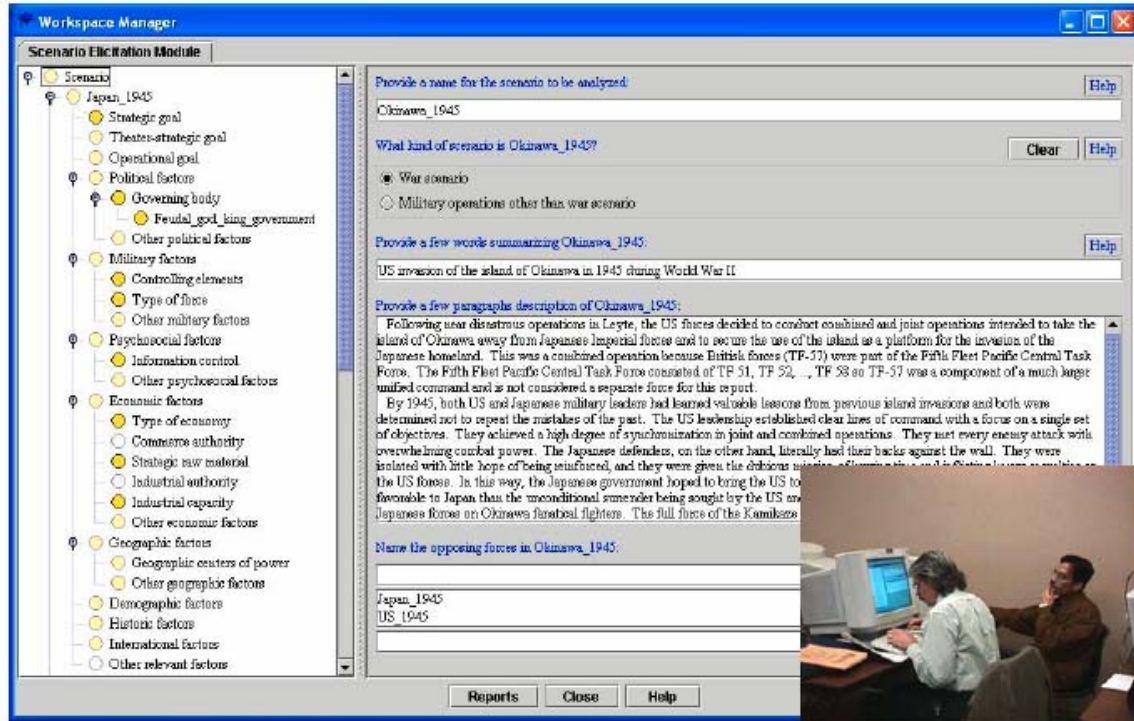 Workspace Manager
Scenario Elicitation Module
Scenario
Japan_1945
Strategic goal
Theater-strategic goal
Operational goal
Political factors
Governing body
Feudal_god_king_government
Other political factors
Military factors
Controlling elements
Type of force
Other military factors
Psychosocial factors
Information control
Other psychosocial factors
Economic factors
Type of economy
Commerce authority
Strategic raw material
Industrial authority
Industrial capacity
Other economic factors
Geographic factors
Geographic centers of power
Other geographic factors
Demographic factors
Historic factors
International factors
Other relevant factors
Provide a name for the scenario to be analyzed:
Help
Okinawa_1945
What kind of scenario is Okinawa_1945?
Clear
Help
War scenario
Military operations other than war scenario
Provide a few words summarizing Okinawa_1945:
Help
US invasion of the island of Okinawa in 1945 during World War II
Provide a few paragraphs description of Okinawa_1945:
Following near disastrous operations in Leyte, the US forces decided to conduct combined and joint operations intended to take the
island of Okinawa away from Japanese Imperial forces and to secure the use of the island as a platform for the invasion of the
Japanese homeland. This was a combined operation because British forces (TF-57) were part of the Fifth Fleet Pacific Central Task
Force. The Fifth Fleet Pacific Central Task Force consisted of TF 51, TF 52, ..., TF 58 so TF-57 was a component of a much larger
unified command and is not considered a separate force for this report.
By 1945, both US and Japanese military leaders had learned valuable lessons from previous island invasions and both were
determined not to repeat the mistakes of the past. The US leadership established clear lines of command with a focus on a single set
of objectives. They achieved a high degree of synchronization in joint and combined operations. They met every enemy attack with
overwhelming combat power. The Japanese defenders, on the other hand, literally had their backs against the wall. They were
isolated with little hope of being reinforced, and they were given the dubious
the US forces. In this way, the Japanese government hoped to bring the US to
favorable to Japan than the unconditional surrender being sought by the US and
Japanese forces on Okinawa fanatical fighters. The full force of the Kamikaze
Name the opposing forces in Okinawa_1945:
Japan_1945
US_1945
Reports
Close
Help